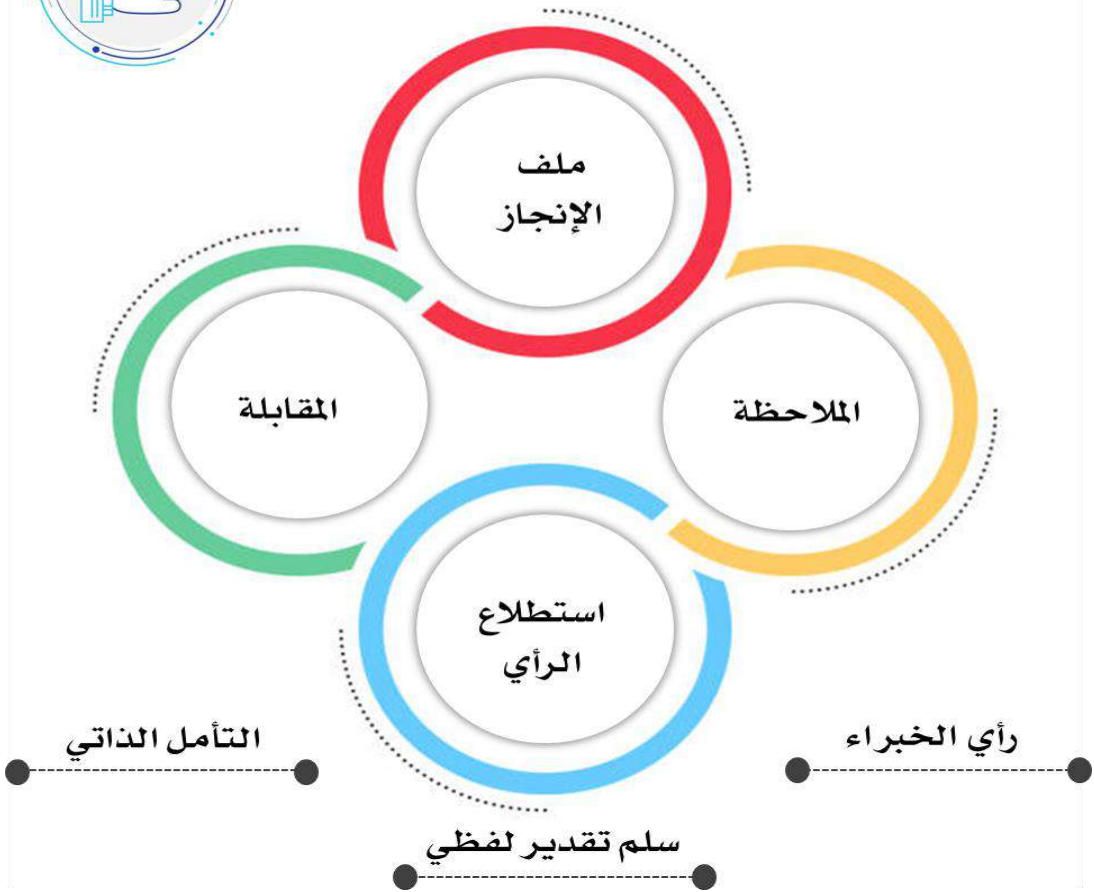 ملف
الإنجاز
الملاحظة
المقابلة
استطلاع
الرأي
رأي الخبراء
التأمل الذاتي
سلم تقدير لفظي